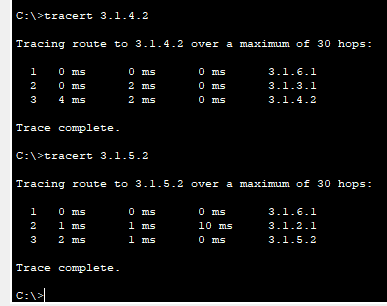 C:\>tracert 3.1.4.2
Tracing route to 3.1.4.2 over a maximum of 30 hops:
1 0 ms 0 ms 0 ms 3.1.6.1
2 0 ms 2 ms 0 ms 3.1.3.1
3 4 ms 2 ms 0 ms 3.1.4.2
Trace complete.
C:\>tracert 3.1.5.2
Tracing route to 3.1.5.2 over a maximum of 30 hops:
1 0 ms 0 ms 0 ms 3.1.6.1
2 1 ms 1 ms 10 ms 3.1.2.1
3 2 ms 1 ms 0 ms 3.1.5.2
Trace complete.
C:\>